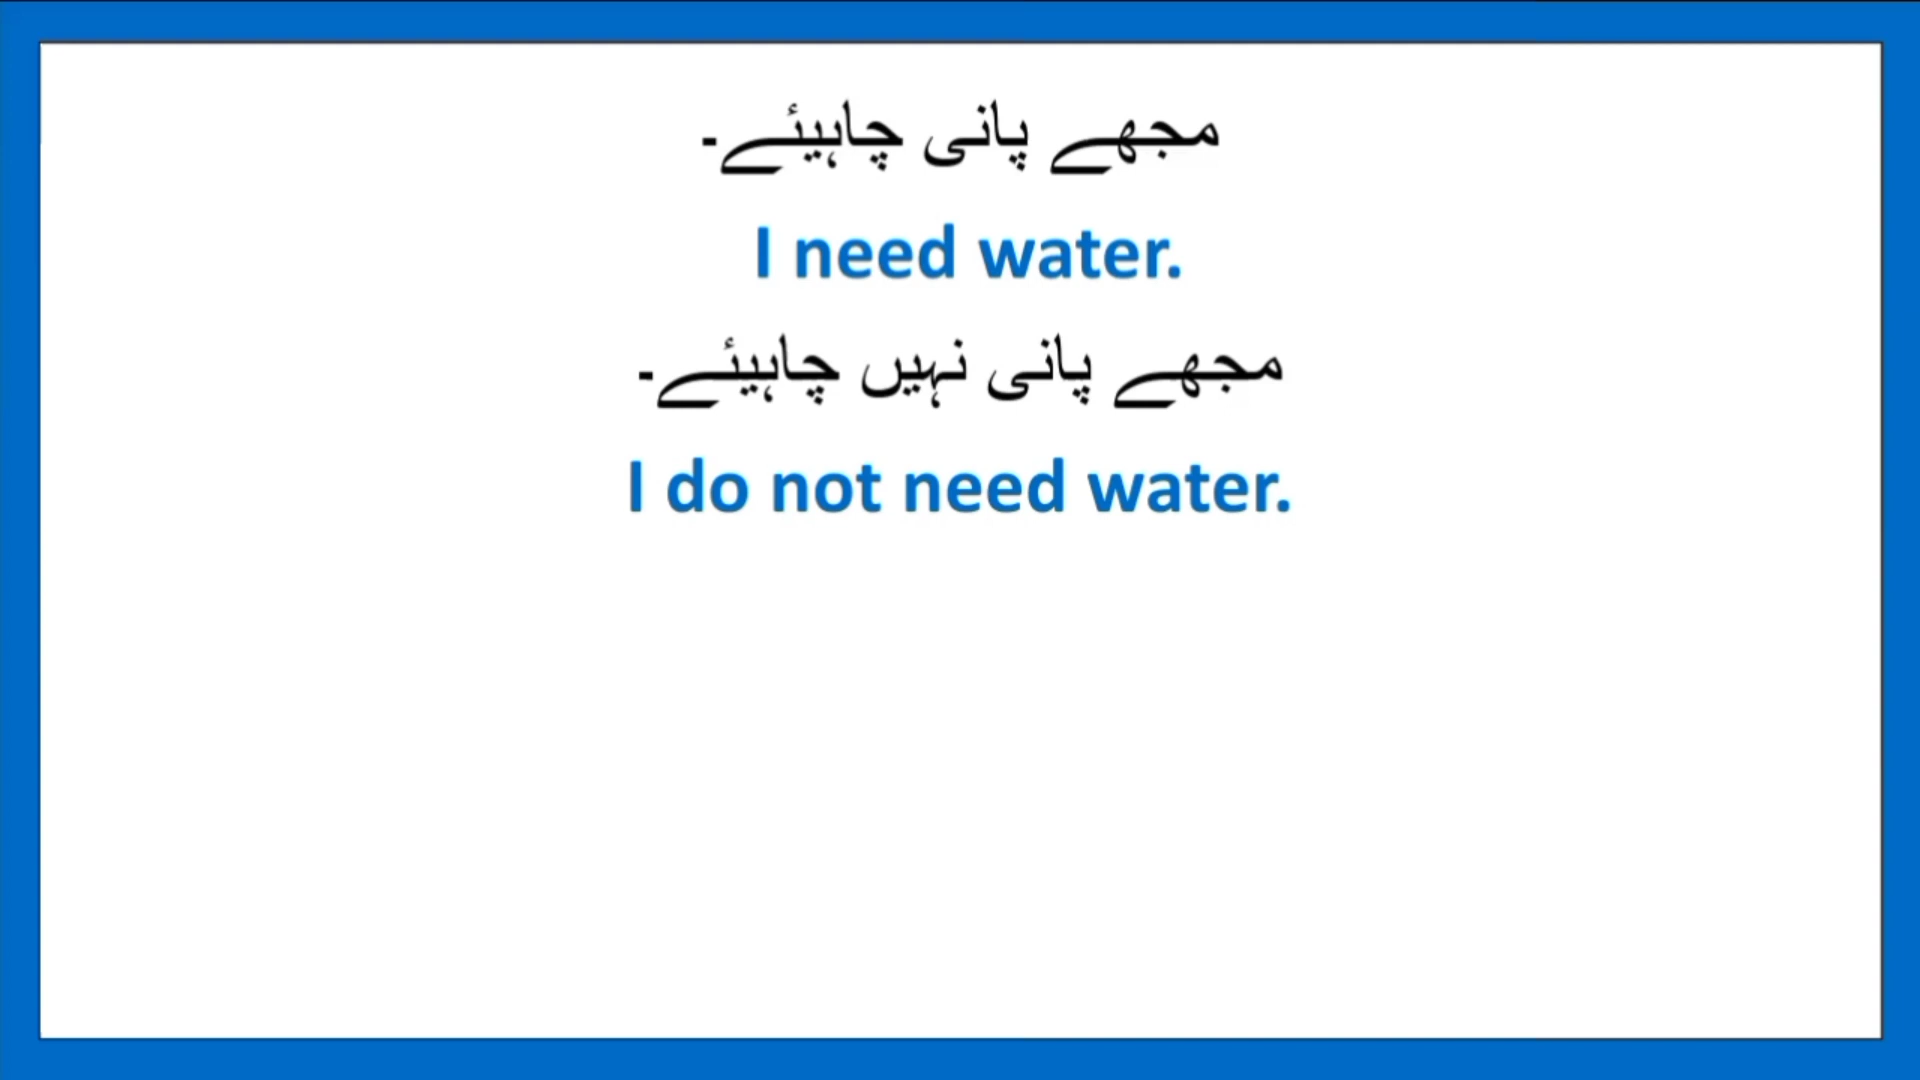 مجھے پانی چاہیئے۔
I need water.
مجھے پانی نہیں چاہیئے۔
I do not need water.